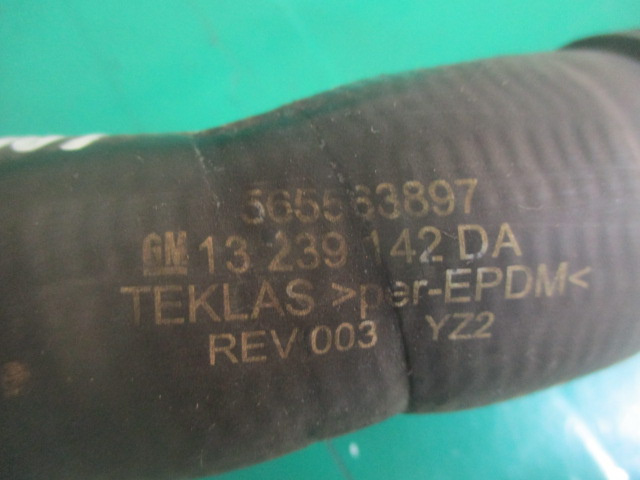 565563897
GM 13 239 142 DA
TEKLAS >per-EPDM<
REV 003 YZ2